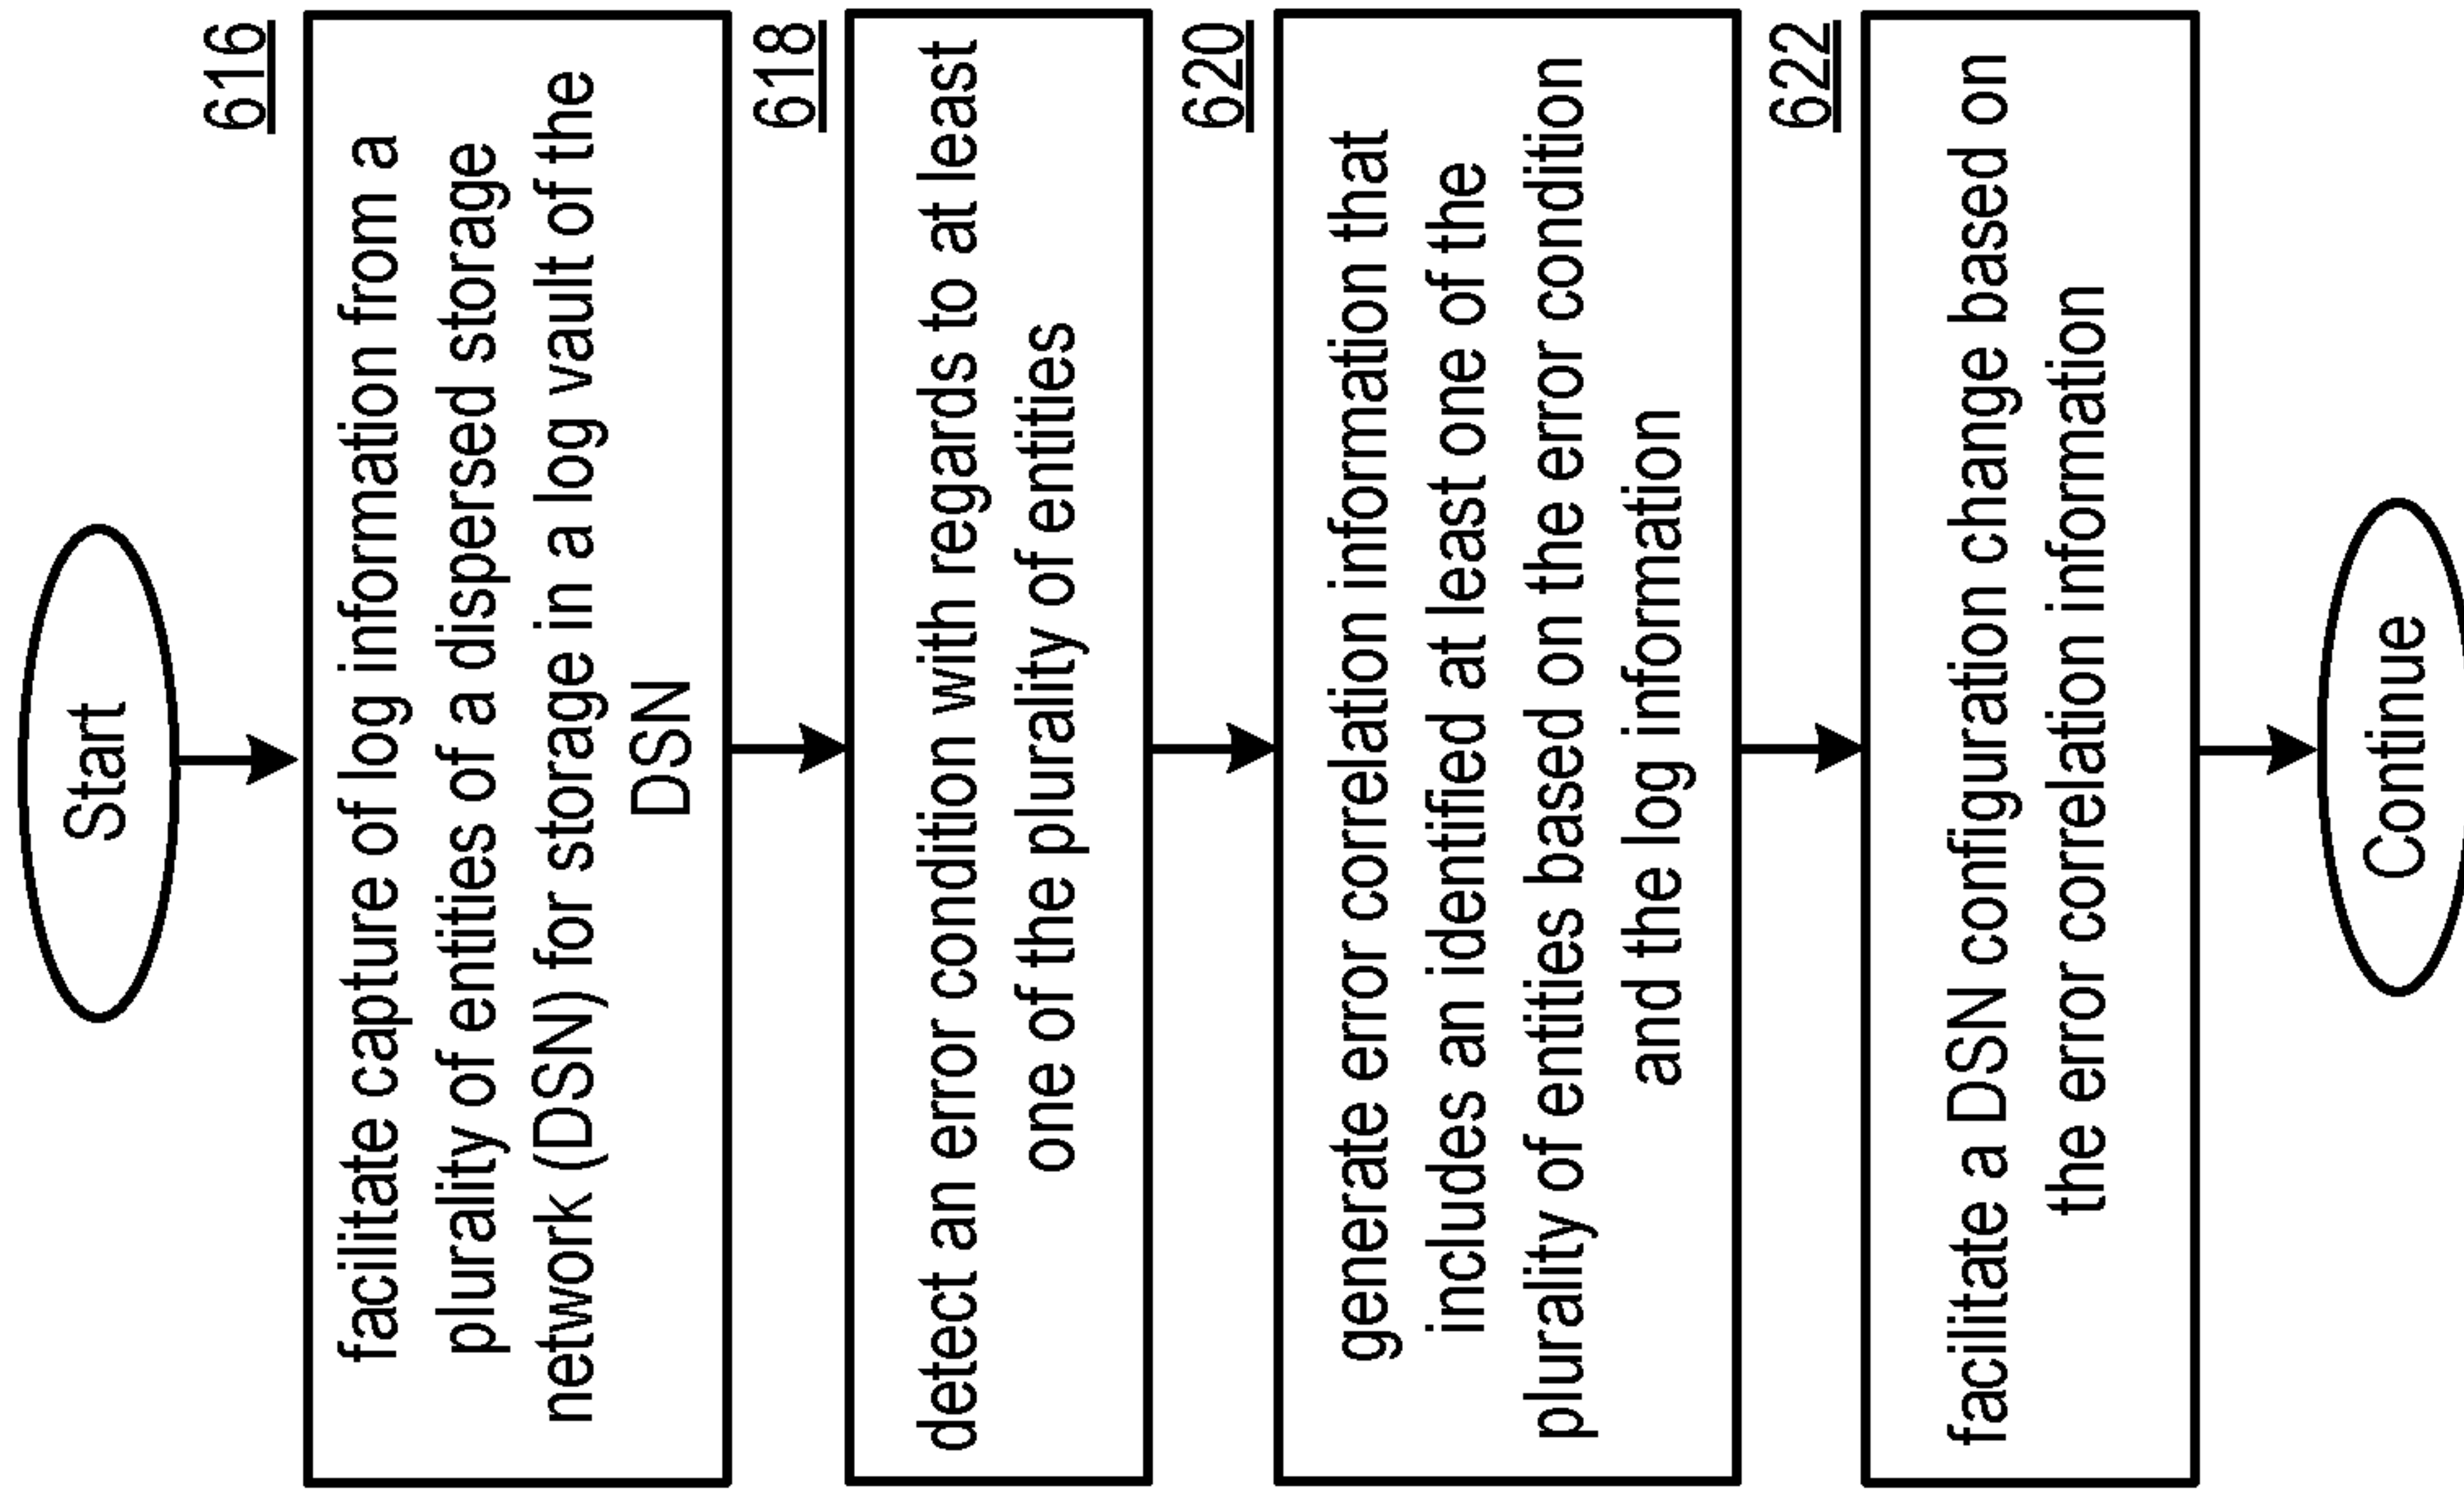 Start
616
facilitate capture of log information from a
plurality of entities of a dispersed storage
network (DSN) for storage in a log vault of the
DSN
618
detect an error condition with regards to at least
one of the plurality of entities
620
generate error correlation information that
includes an identified at least one of the
plurality of entities based on the error condition
and the log information
622
facilitate a DSN configuration change based on
the error correlation information
Continue